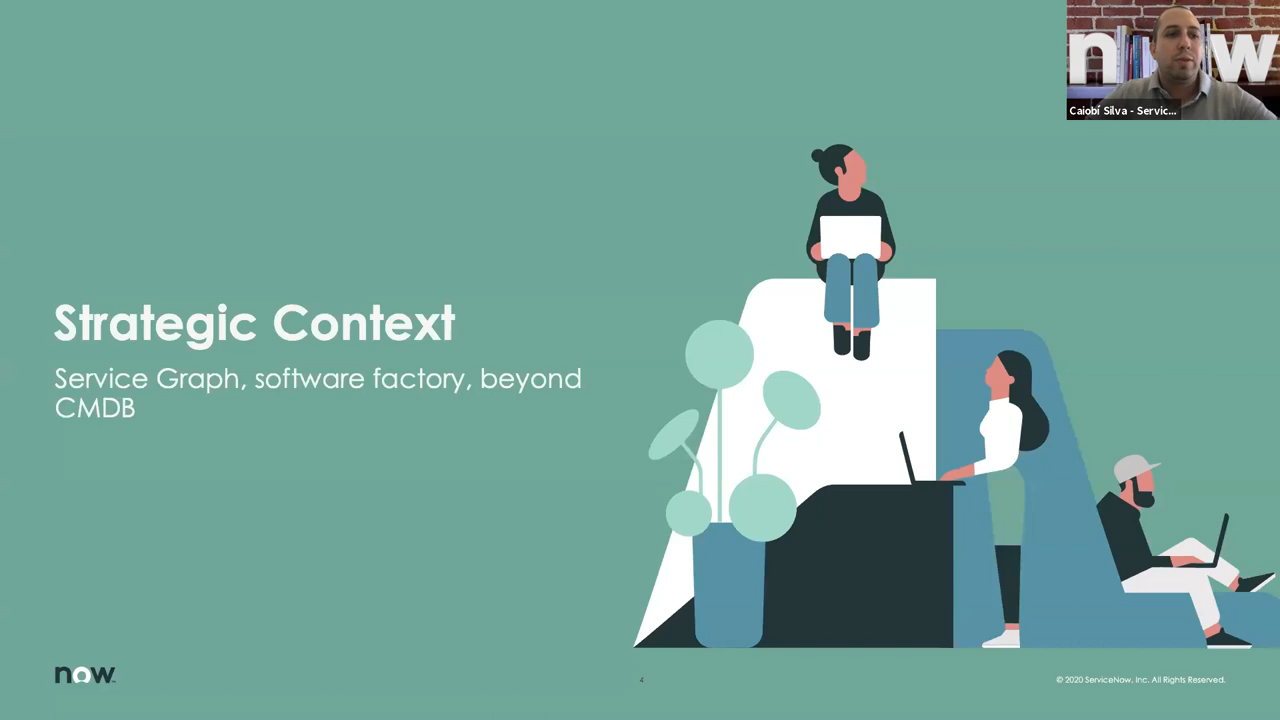 now
Caiobí Silva - Servic...
Strategic Context
Service Graph, software factory, beyond
CMDB
now
4
© 2020 ServiceNow, Inc. All Rights Reserved.